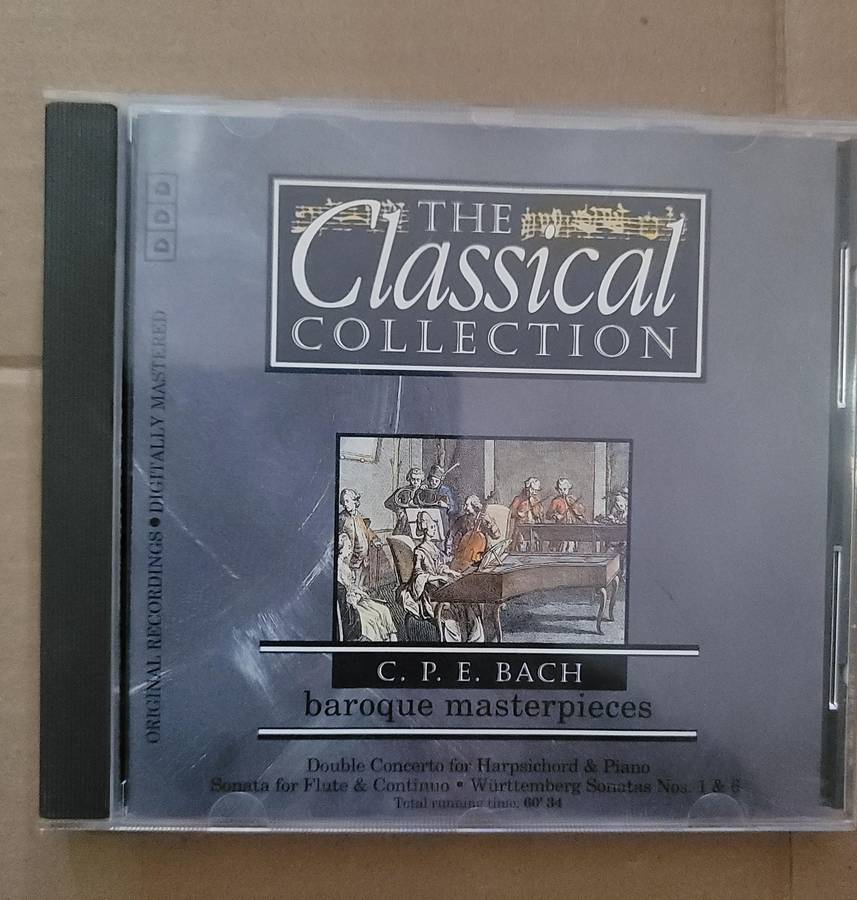 THE
Classical
COLLECTION
DDD
ORIGINAL RECORDINGS • DIGITALLY MASTERED
C. P. E. BACH
baroque masterpieces
Double Concerto for Harpsichord & Piano
Sonata for Flute & Continuo • Württemberg Sonatas Nos. 1 & 6
Total running time. 60' 34